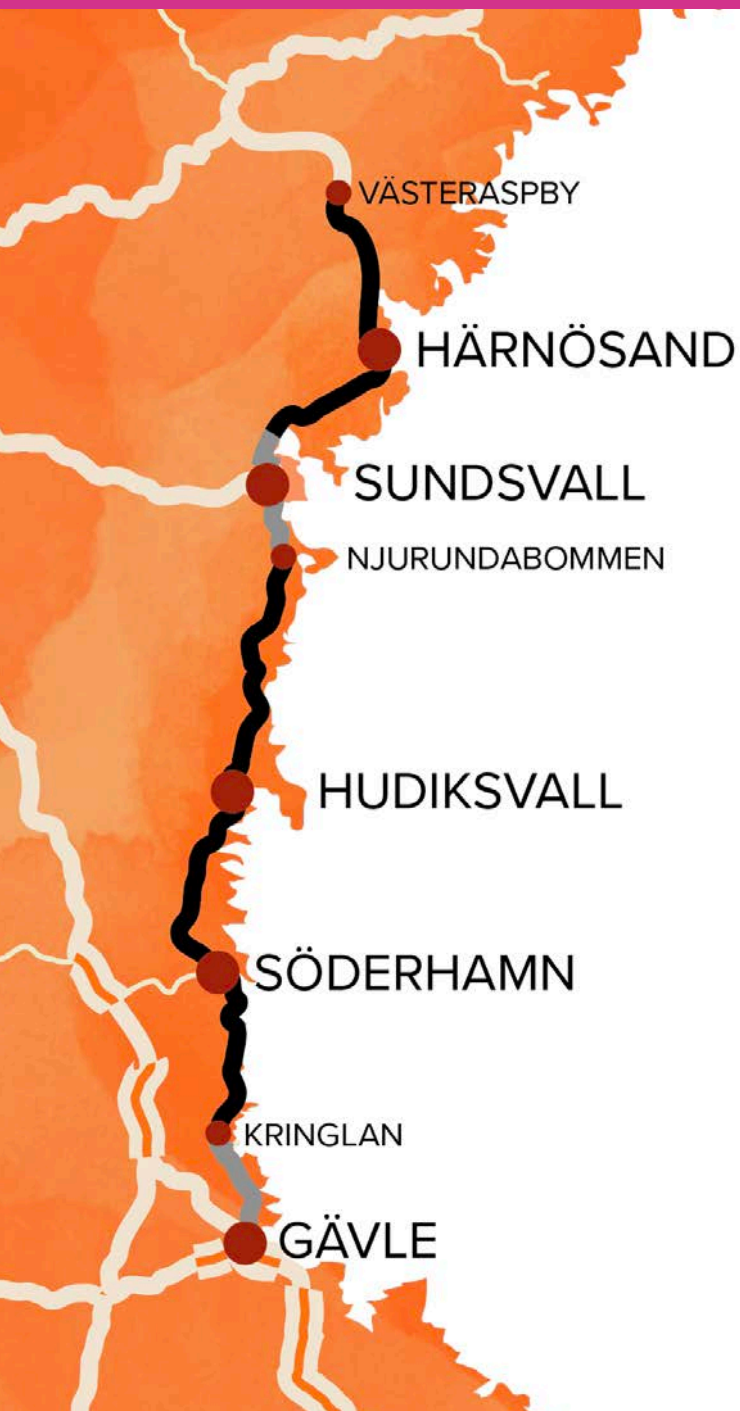 VÄSTERASPBY
HÄRNÖSAND
SUNDSVALL
NJURUNDABOMMEN
HUDIKSVALL
SÖDERHAMN
KRINGLAN
GÄVLE